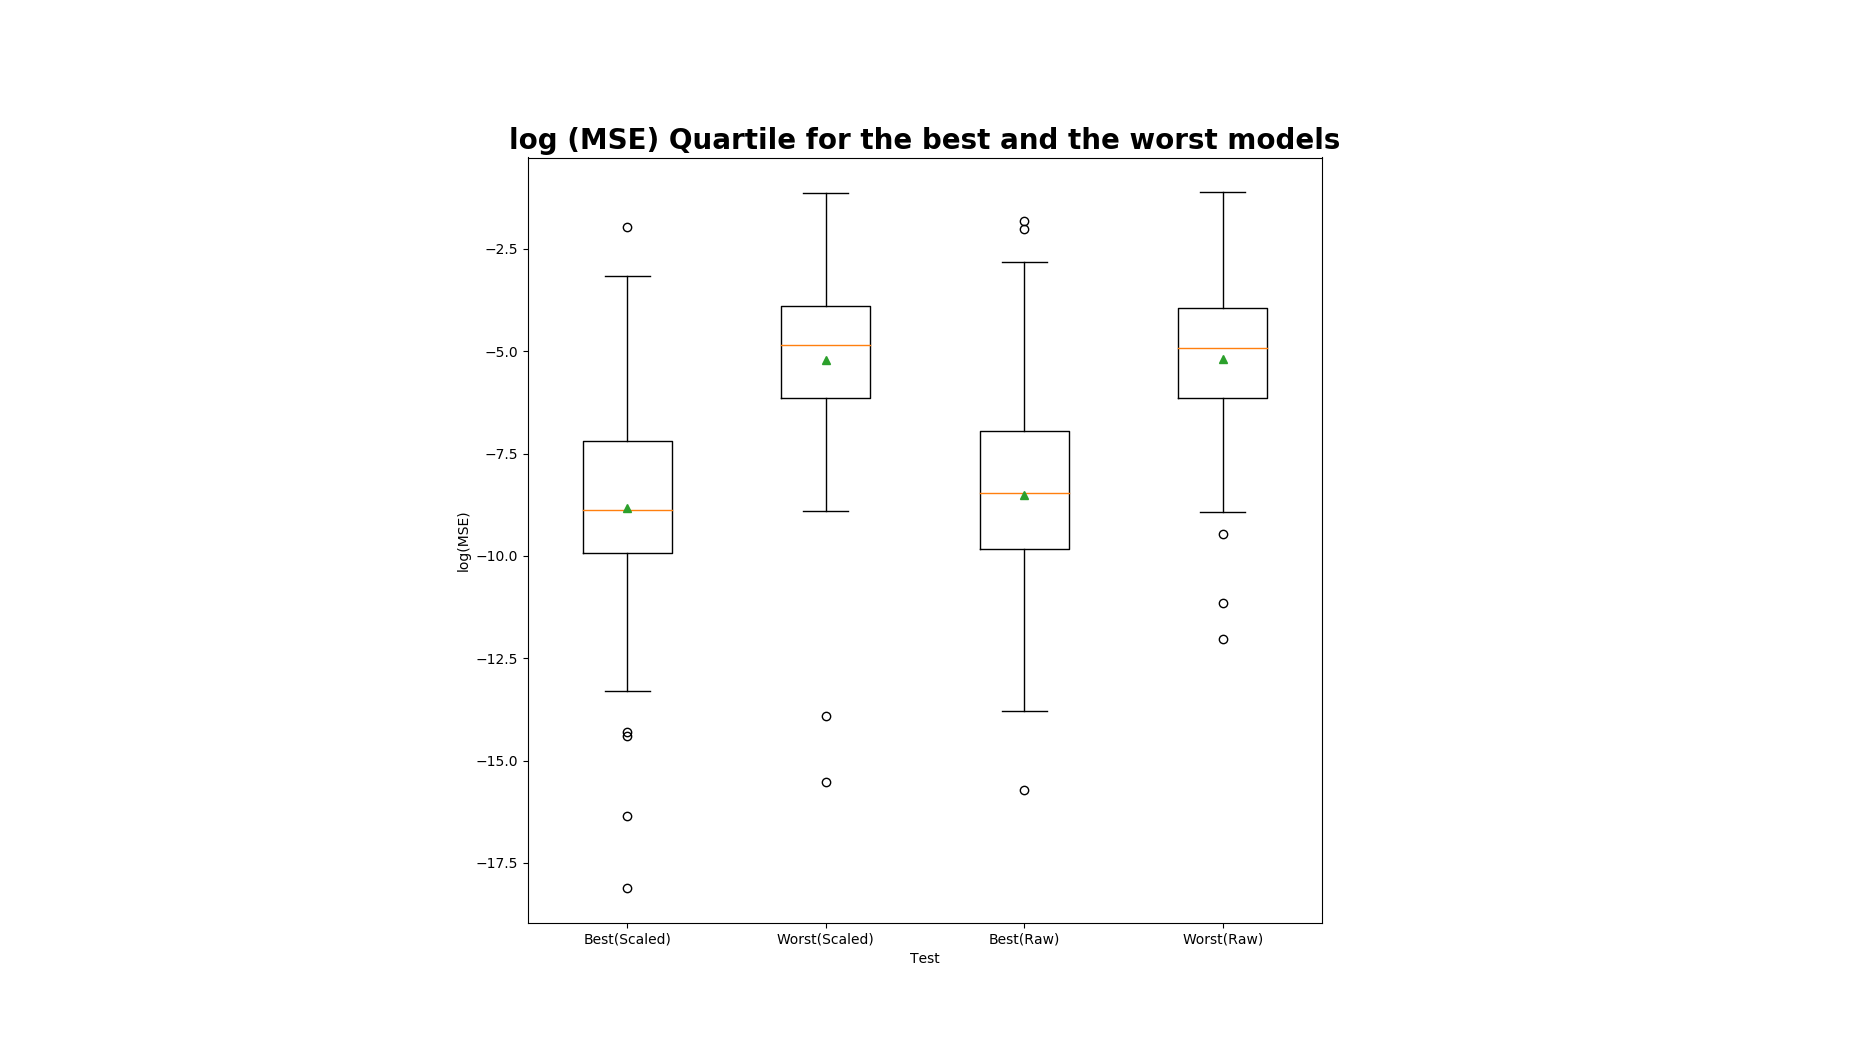 log (MSE) Quartile for the best and the worst models
−2.5
−5.0
−7.5
−10.0
−12.5
−15.0
−17.5
log(MSE)
Best(Scaled)
Worst(Scaled)
Best(Raw)
Worst(Raw)
Test